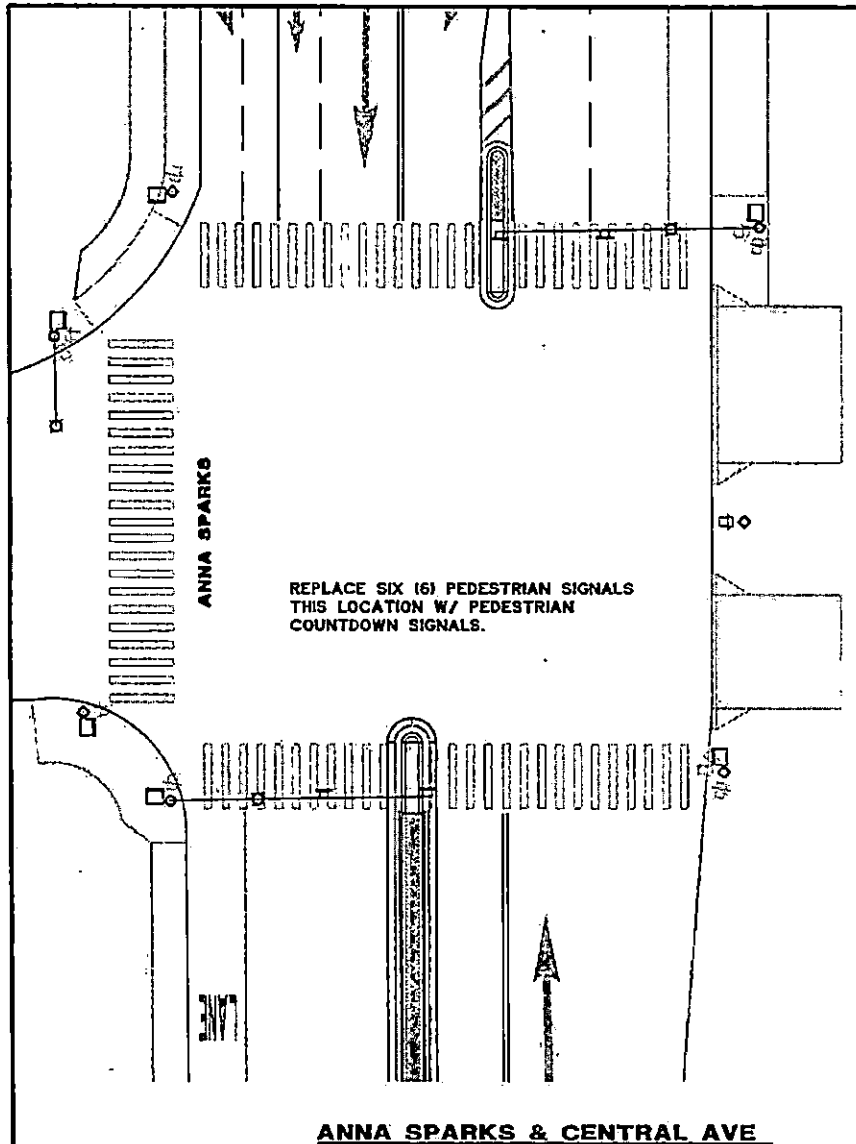 ANNA SPARKS
REPLACE SIX (6) PEDESTRIAN SIGNALS
THIS LOCATION W/ PEDESTRIAN
COUNTDOWN SIGNALS.
ANNA SPARKS & CENTRAL AVE